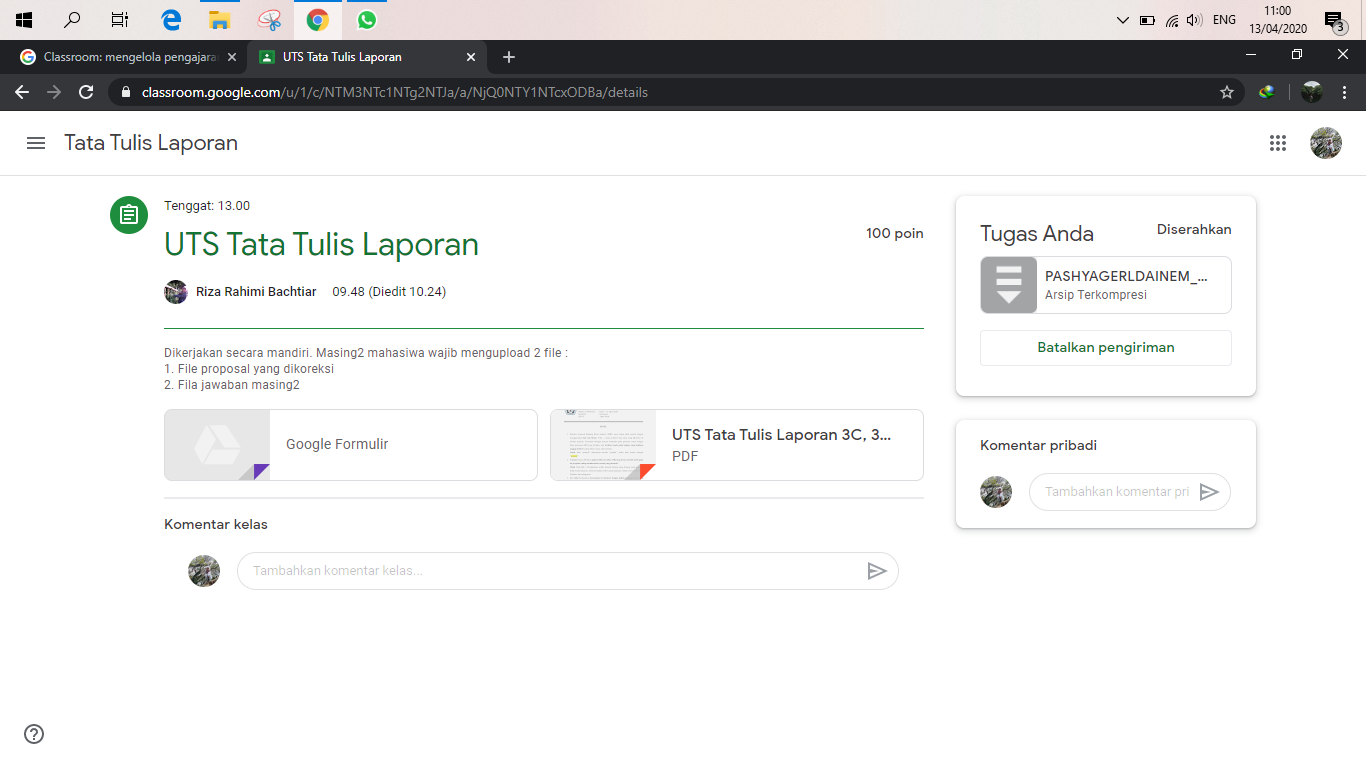 ENG
11:00
13/04/2020
3
Classroom: mengelola pengajara
UTS Tata Tulis Laporan
classroom.google.com/u/1/c/NTM3NTc1NTg2NTJa/a/NjQ0NTY1NTcxODBa/details
Tata Tulis Laporan
Tenggat: 13.00
UTS Tata Tulis Laporan
100 poin
Riza Rahimi Bachtiar 09.48 (Diedit 10.24)
Dikerjakan secara mandiri. Masing2 mahasiwa wajib mengupload 2 file :
1. File proposal yang dikoreksi
2. Fila jawaban masing2
Google Formulir
UTS Tata Tulis Laporan 3C, 3...
PDF
Komentar kelas
Tambahkan komentar kelas...
Tugas Anda
Diserahkan
PASHYAGERLDAINEM_...
Arsip Terkompresi
Batalkan pengiriman
Komentar pribadi
Tambahkan komentar pri